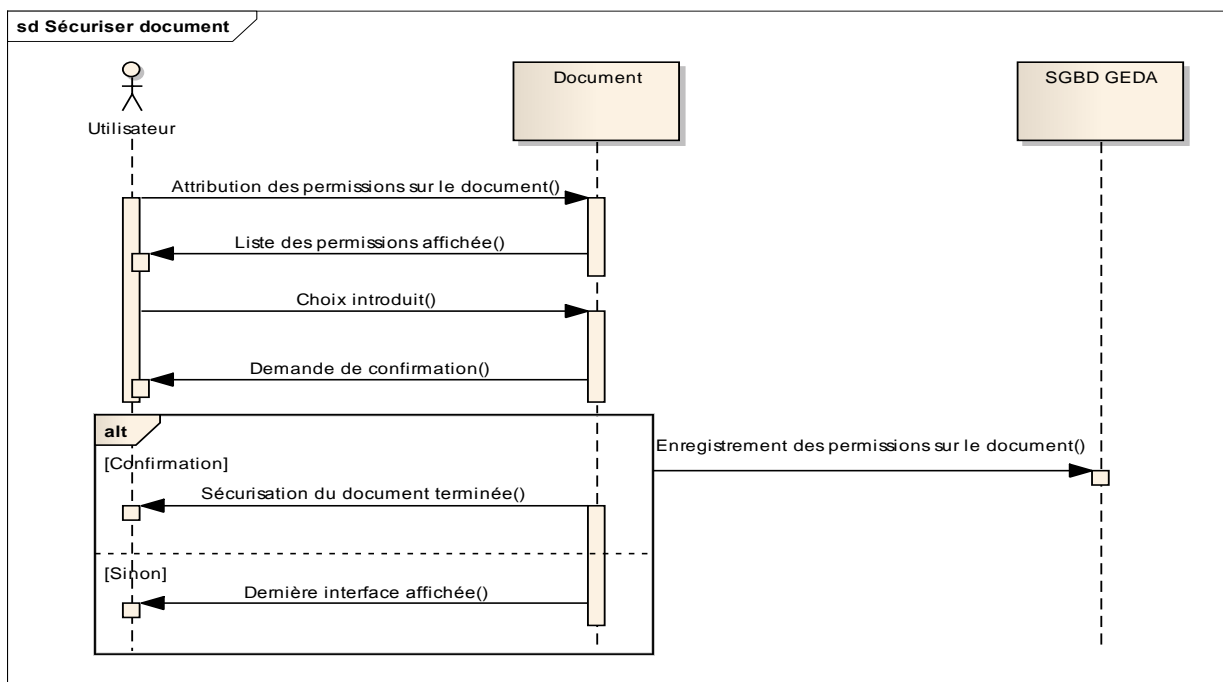 sd Sécuriser document
Utilisateur
Document
SGBD GEDA
Attribution des permissions sur le document()
Liste des permissions affichée()
Choix introduit()
Demande de confirmation()
alt
Enregistrement des permissions sur le document()
[Confirmation]
Sécurisation du document terminée()
[Sinon]
Dernière interface affichée()